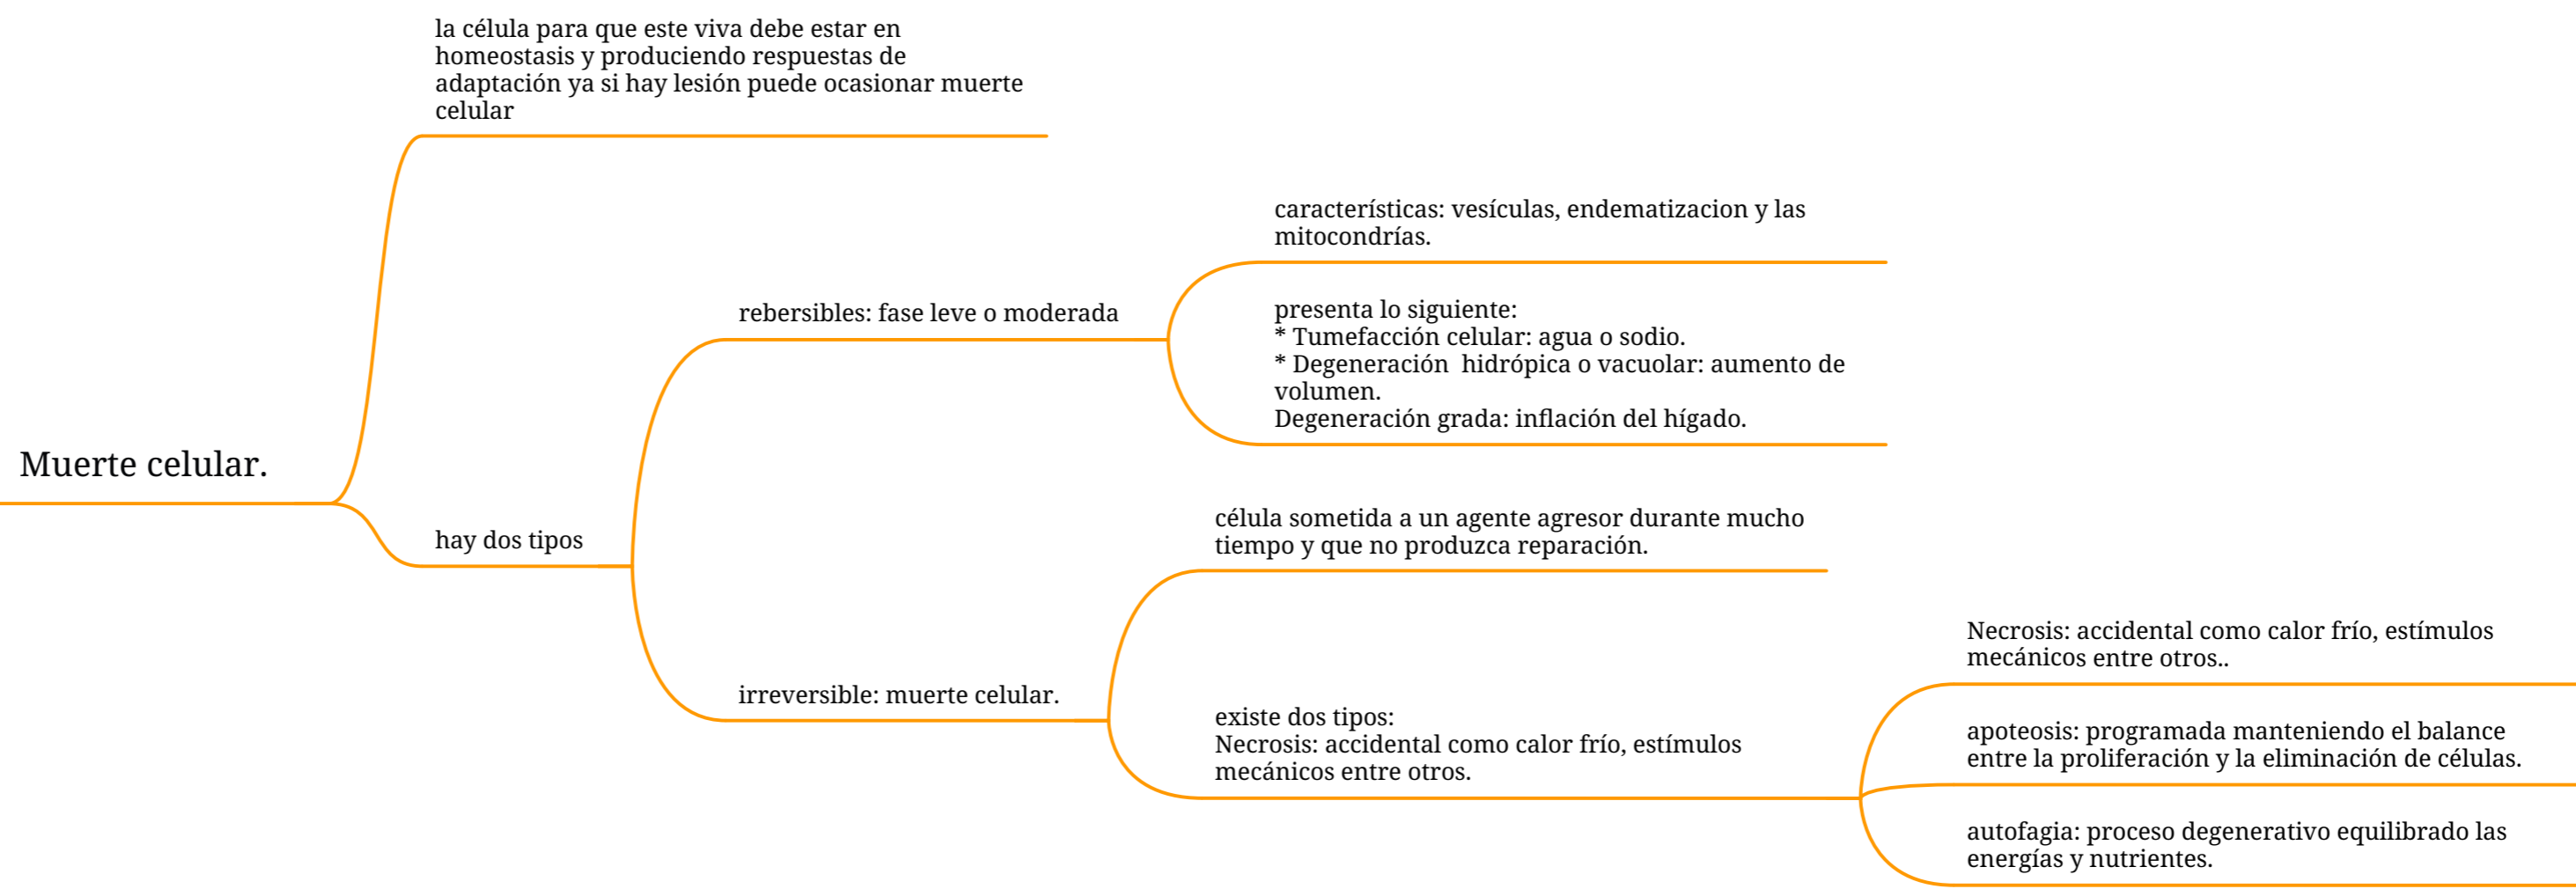 la célula para que este viva debe estar en
homeostasis y produciendo respuestas de
adaptación ya si hay lesión puede ocasionar muerte
celular
características: vesículas, endematizacion y las
mitocondrías.
rebersibles: fase leve o moderada
presenta lo siguiente:
* Tumefacción celular: agua o sodio.
* Degeneración  hidrópica o vacuolar: aumento de
volumen.
Degeneración grada: inflación del hígado.
Muerte celular.
hay dos tipos
célula sometida a un agente agresor durante mucho
tiempo y que no produzca reparación.
irreversible: muerte celular.
existe dos tipos:
Necrosis: accidental como calor frío, estímulos
mecánicos entre otros.
Necrosis: accidental como calor frío, estímulos
mecánicos entre otros..
apoteosis: programada manteniendo el balance
entre la proliferación y la eliminación de células.
autofagia: proceso degenerativo equilibrado las
energías y nutrientes.